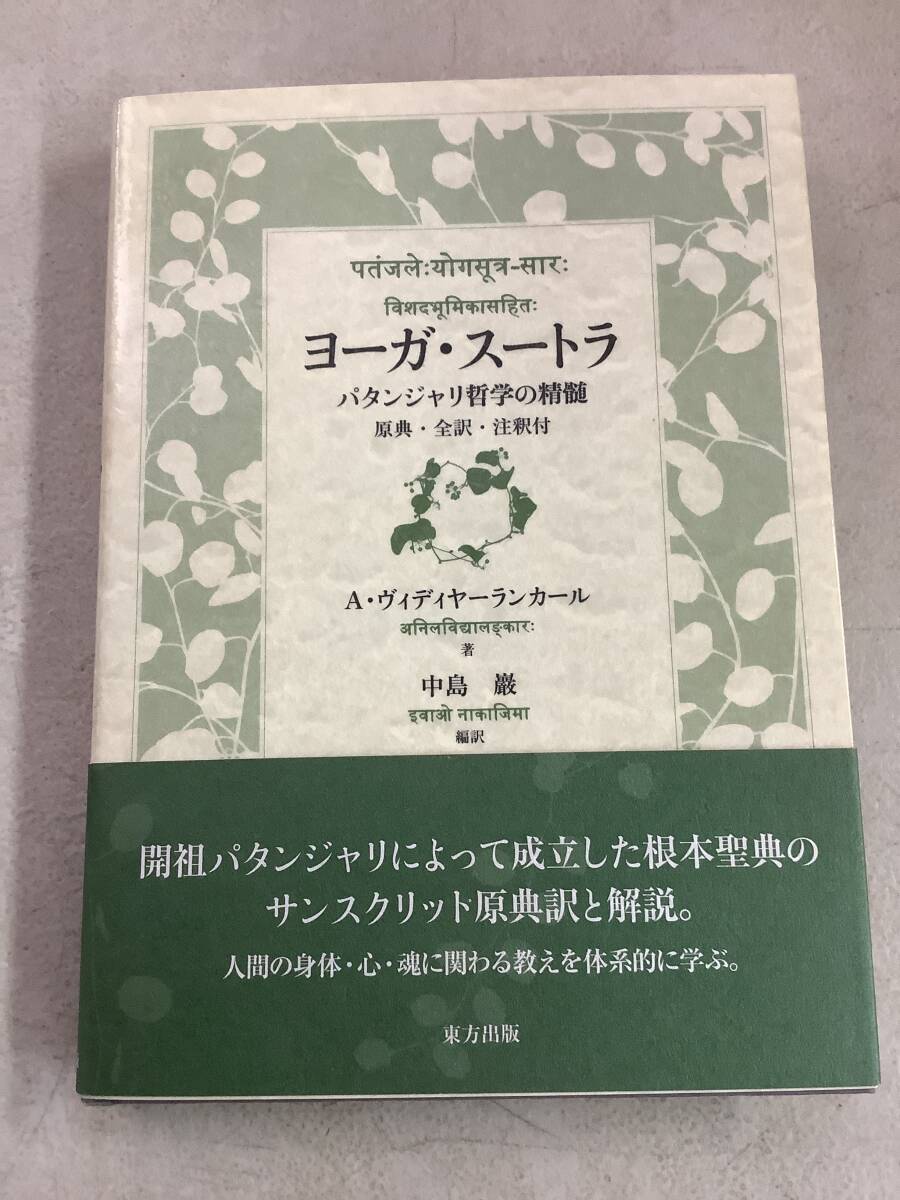 पतंजलेःयोगसूत्र-सारः
विशदभूमिकासहितः
ヨーガ・スートラ
パタンジャリ哲学の精髄
原典・全訳・注釈付
A・ヴィディヤーランカール
अनिलविद्यालङ्कारः
著
中島 巖
इवाओ नाकाजिमा
編訳
開祖パタンジャリによって成立した根本聖典の
サンスクリット原典訳と解説。
人間の身体・心・魂に関わる教えを体系的に学ぶ。
東方出版